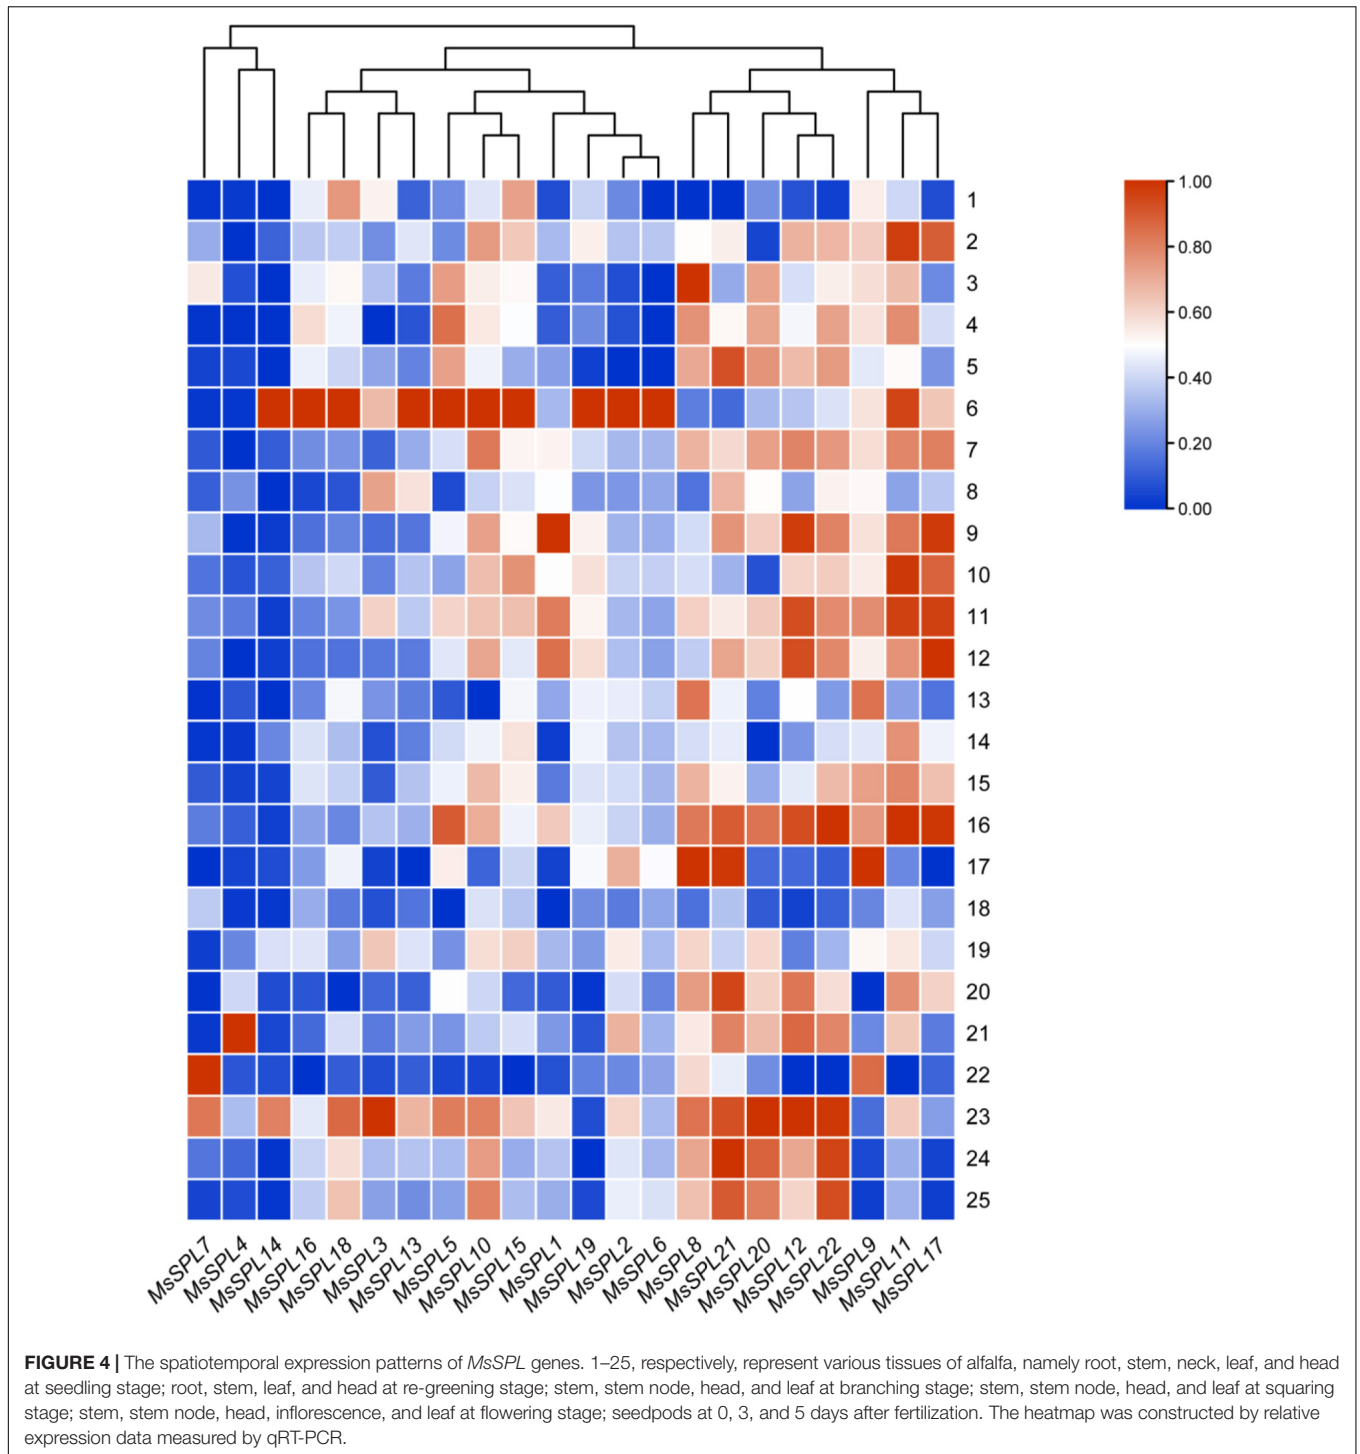 1
2
3
4
5
6
7
8
9
10
11
12
13
14
15
16
17
18
19
20
21
22
23
24
25
1.00
0.80
0.60
0.40
0.20
0.00
MsSPL7
MsSPL4
MsSPL14
MsSPL16
MsSPL18
MsSPL3
MsSPL13
MsSPL5
MsSPL10
MsSPL15
MsSPL1
MsSPL19
MsSPL2
MsSPL6
MsSPL8
MsSPL21
MsSPL20
MsSPL12
MsSPL22
MsSPL9
MsSPL11
MsSPL17
FIGURE 4 | The spatiotemporal expression patterns of MsSPL genes. 1–25, respectively, represent various tissues of alfalfa, namely root, stem, neck, leaf, and head
at seedling stage; root, stem, leaf, and head at re-greening stage; stem, stem node, head, and leaf at branching stage; stem, stem node, head, and leaf at squaring
stage; stem, stem node, head, inflorescence, and leaf at flowering stage; seedpods at 0, 3, and 5 days after fertilization. The heatmap was constructed by relative
expression data measured by qRT-PCR.